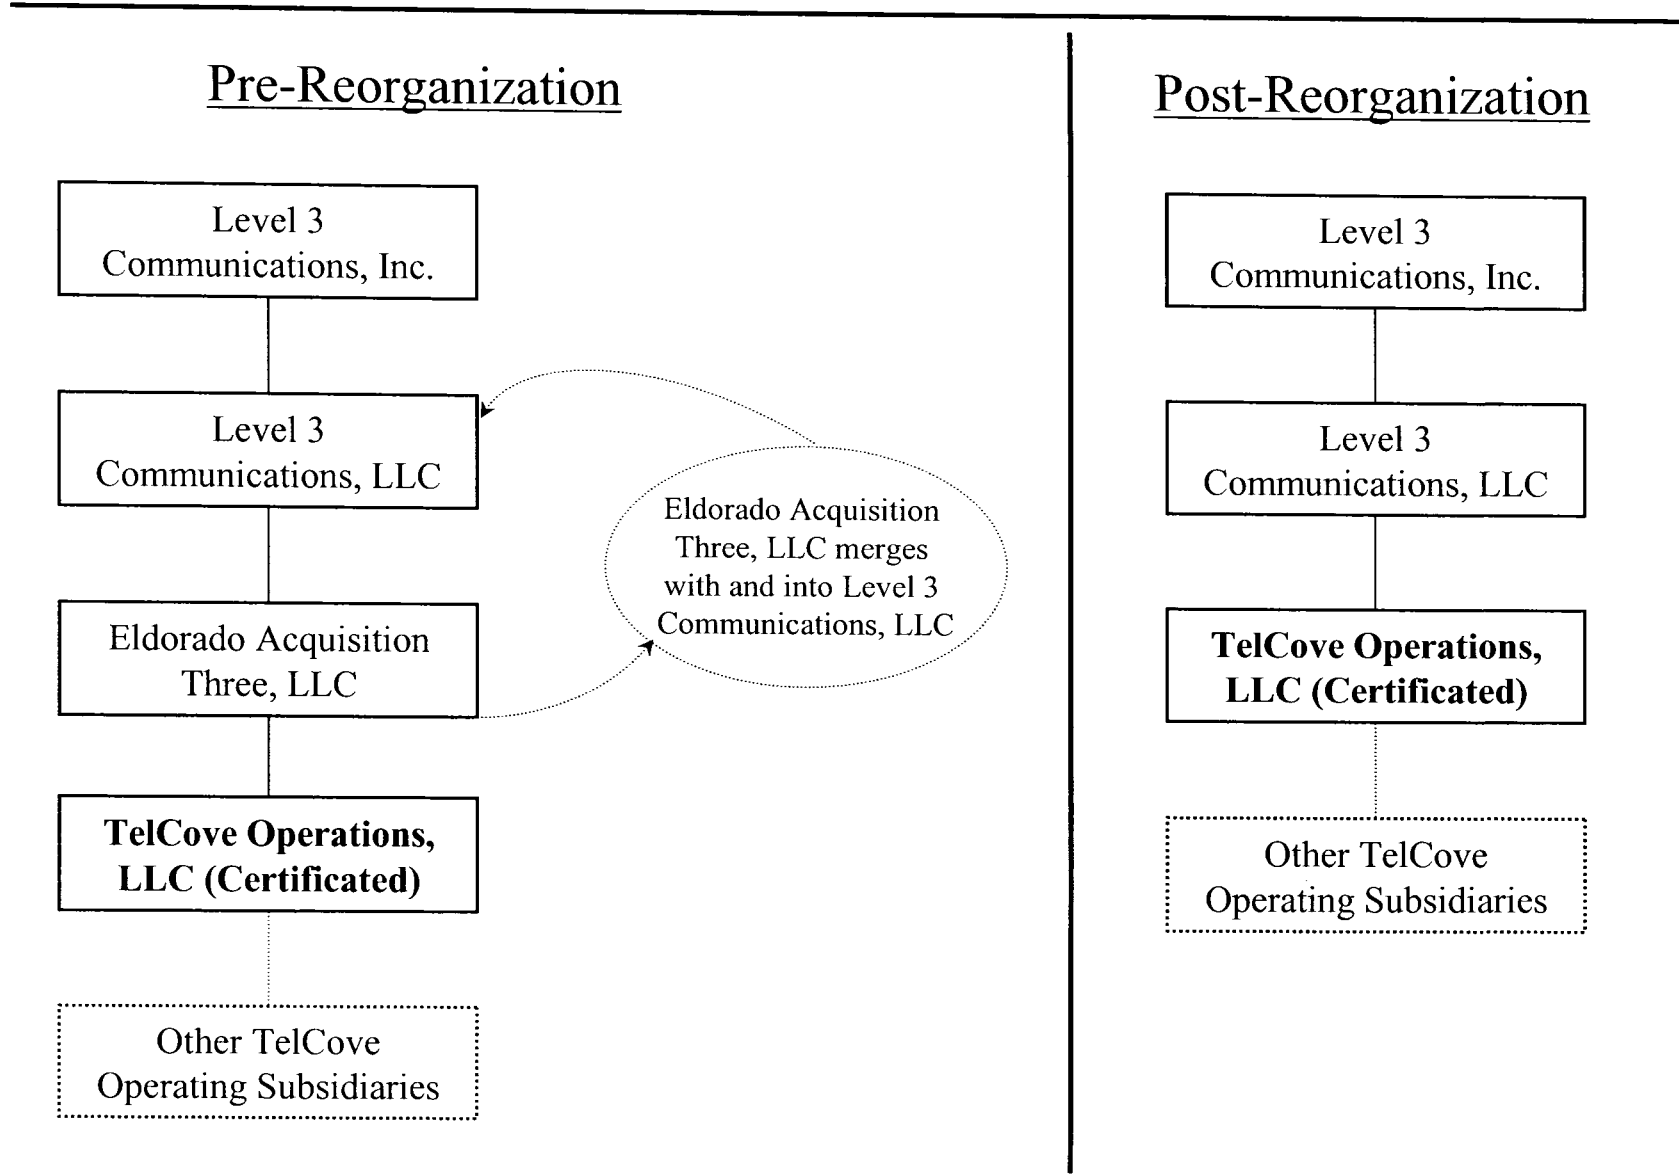 Pre-Reorganization
Level 3
Communications, Inc.
Level 3
Communications, LLC
Eldorado Acquisition
Three, LLC merges
with and into Level 3
Communications, LLC
Eldorado Acquisition
Three, LLC
TelCove Operations,
LLC (Certificated)
Other TelCove
Operating Subsidiaries
Post-Reorganization
Level 3
Communications, Inc.
Level 3
Communications, LLC
TelCove Operations,
LLC (Certificated)
Other TelCove
Operating Subsidiaries